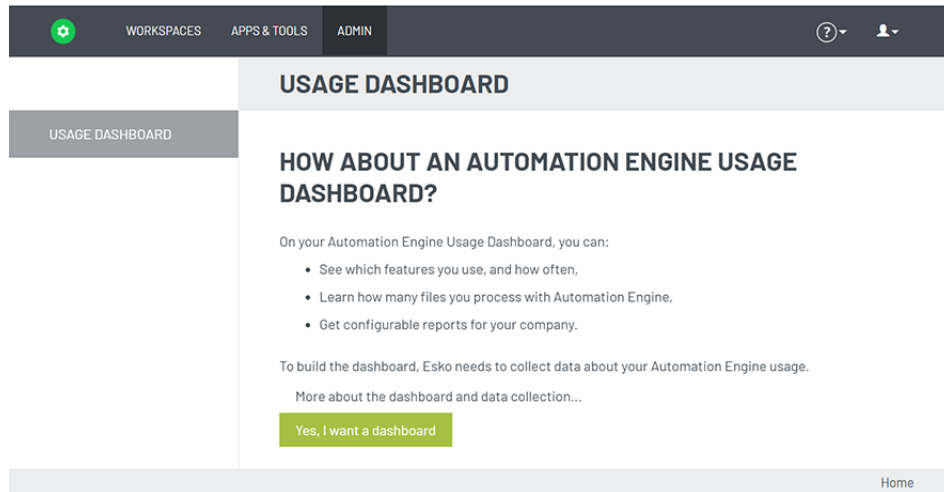 WORKSPACES APPS & TOOLS ADMIN ?
USAGE DASHBOARD
USAGE DASHBOARD
HOW ABOUT AN AUTOMATION ENGINE USAGE
DASHBOARD?
On your Automation Engine Usage Dashboard, you can:
• See which features you use, and how often,
• Learn how many files you process with Automation Engine,
• Get configurable reports for your company.
To build the dashboard, Esko needs to collect data about your Automation Engine usage.
More about the dashboard and data collection...
Yes, I want a dashboard
Home